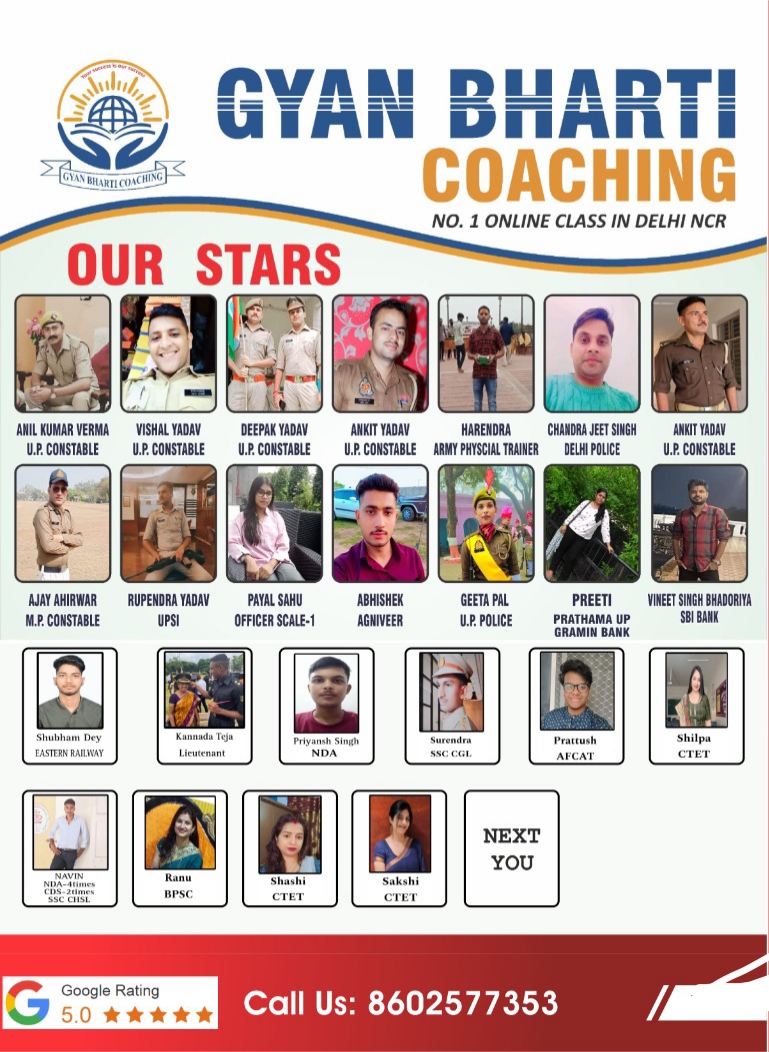 Your success is our success
GYAN BHARTI COACHING
GYAN BHARTI
COACHING
NO. 1 ONLINE CLASS IN DELHI NCR
OUR STARS
ANIL KUMAR VERMA
U.P. CONSTABLE
VISHAL YADAV
U.P. CONSTABLE
DEEPAK YADAV
U.P. CONSTABLE
ANKIT YADAV
U.P. CONSTABLE
HARENDRA
ARMY PHYSCIAL TRAINER
CHANDRA JEET SINGH
DELHI POLICE
ANKIT YADAV
U.P. CONSTABLE
AJAY AHIRWAR
M.P. CONSTABLE
RUPENDRA YADAV
UPSI
PAYAL SAHU
OFFICER SCALE-1
ABHISHEK
AGNIVEER
GEETA PAL
U.P. POLICE
PREETI
PRATHAMA UP
GRAMIN BANK
VINEET SINGH BHADORIYA
SBI BANK
Shubham Dey
EASTERN RAILWAY
Kannada Teja
Lieutenant
Priyansh Singh
NDA
Surendra
SSC CGL
Prattush
AFCAT
Shilpa
CTET
NAVIN
NDA-4times
CDS-2times
SSC CHSL
Ranu
BPSC
Shashi
CTET
Sakshi
CTET
NEXT
YOU
Google Rating
5.0
Call Us: 8602577353